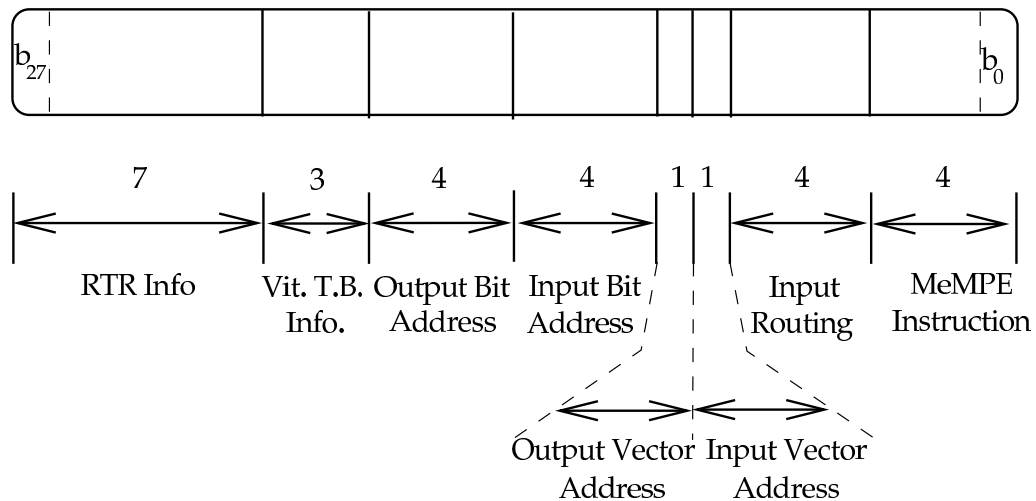 b27 b0
7 3 4 4 1 1 4 4
RTR Info Vit. T.B. Output Bit Input Bit Input MeMPE
Info. Address Address Routing Instruction
Output Vector Input Vector
Address Address